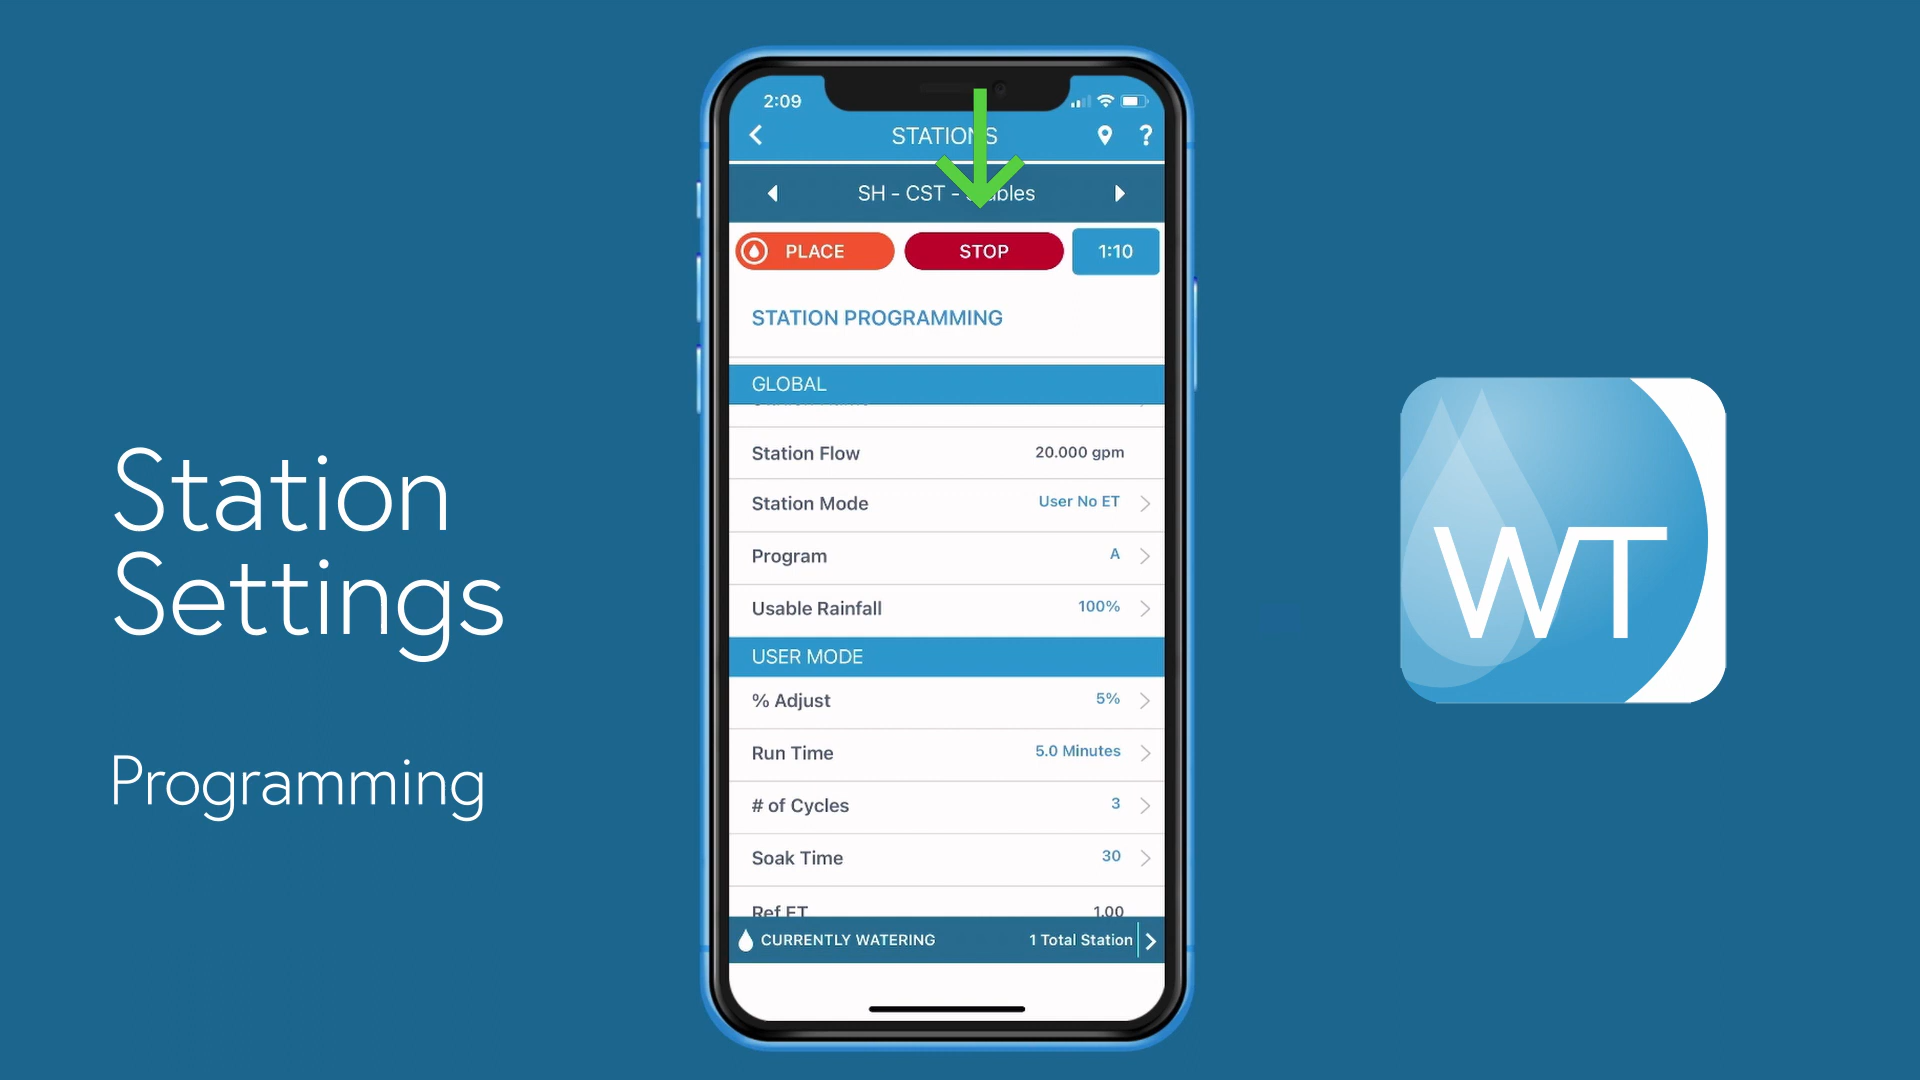 Station
Settings
Programming
2:09
STATIONS
?
SH - CST -
PLACE
STOP
1:10
STATION PROGRAMMING
GLOBAL
Station Flow 20.000 gpm
Station Mode User No ET
Program A
Usable Rainfall 100%
USER MODE
% Adjust 5%
Run Time 5.0 Minutes
# of Cycles 3
Soak Time 30
Ref ET 1.00
CURRENTLY WATERING 1 Total Station
WT